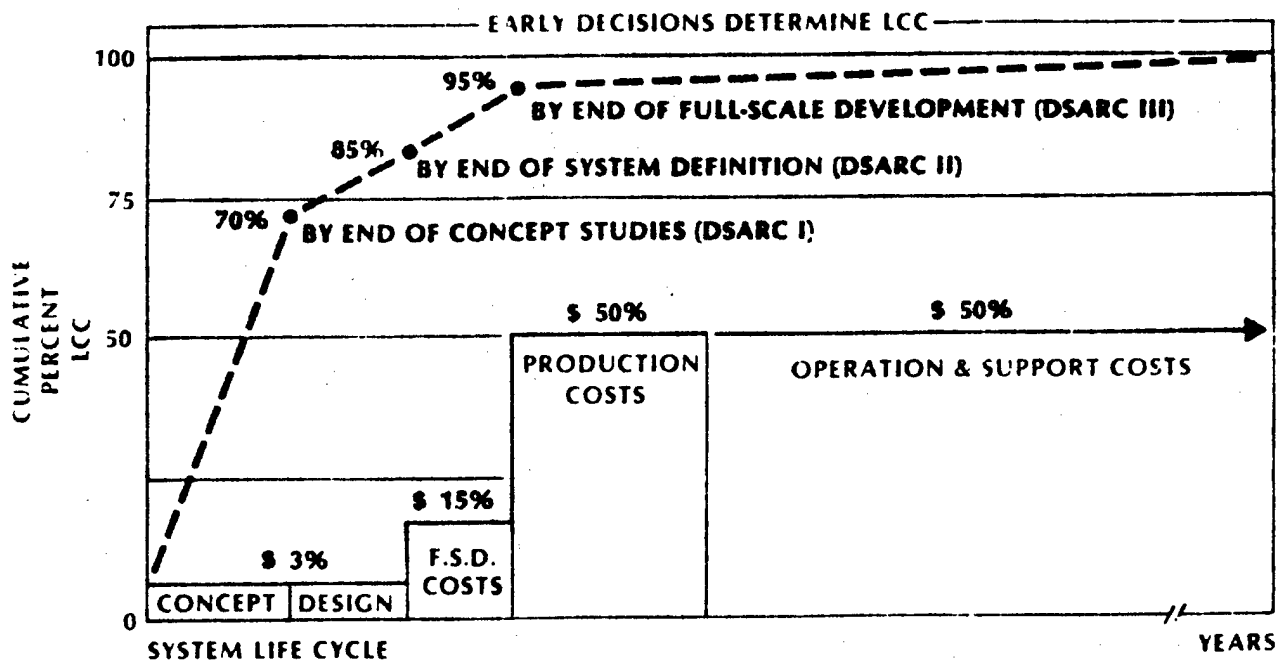 EARLY DECISIONS DETERMINE LCC
100
95%
BY END OF FULL-SCALE DEVELOPMENT (DSARC III)
85%
BY END OF SYSTEM DEFINITION (DSARC II)
75
70%
BY END OF CONCEPT STUDIES (DSARC I)
CUMULATIVE
PERCENT
LCC
50
$ 50%
$ 50%
PRODUCTION
COSTS
OPERATION & SUPPORT COSTS
$ 15%
F.S.D.
COSTS
$ 3%
CONCEPT
DESIGN
0
SYSTEM LIFE CYCLE
YEARS